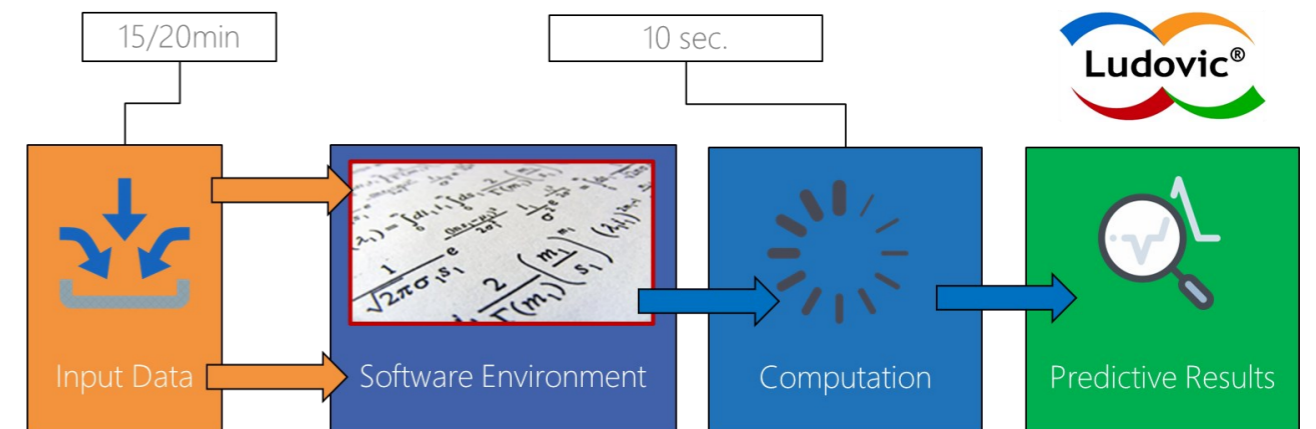 15/20min
10 sec.
Ludovic®
Input Data
Software Environment
Computation
Predictive Results